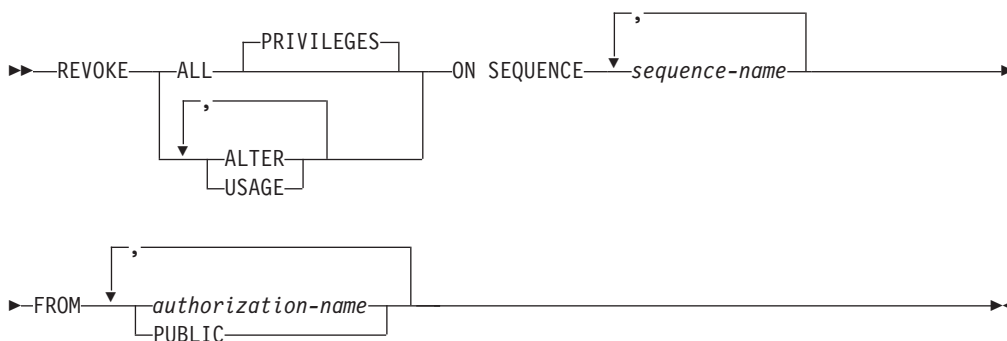 PRIVILEGES
,
REVOKE ALL ON SEQUENCE sequence-name
,
ALTER
USAGE
,
FROM authorization-name
PUBLIC